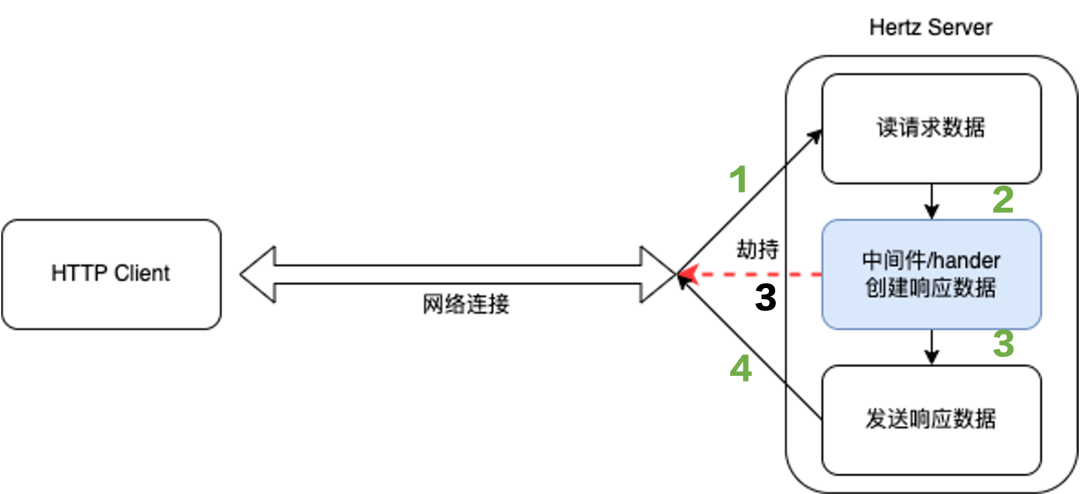 Hertz Server
读请求数据
1
2
HTTP Client
劫持
中间件/hander
创建响应数据
网络连接
3
3
4
发送响应数据